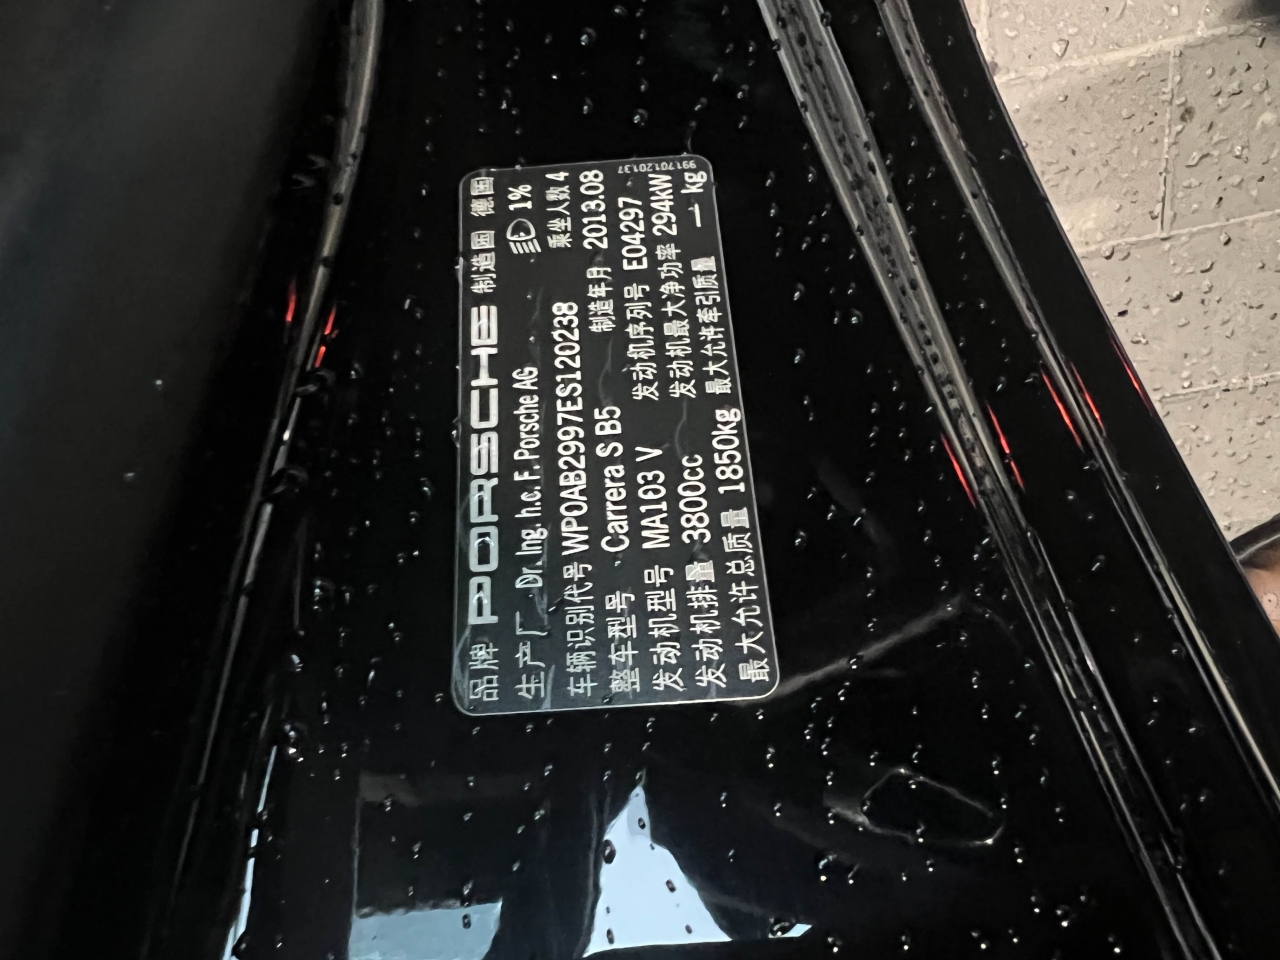 991.701.201.37
品牌 PORSCHE 制造国 德国
生产厂 Dr. Ing. h.c. F. Porsche AG 1%
车辆识别代号 WP0AB2997ES120238 乘坐人数 4
整车型号 Carrera S B5 制造年月 2013.08
发动机型号 MA103 V 发动机序列号 E04297
发动机排量 3800cc 发动机最大净功率 294kW
最大允许总质量 1850kg 最大允许牵引质量 — kg